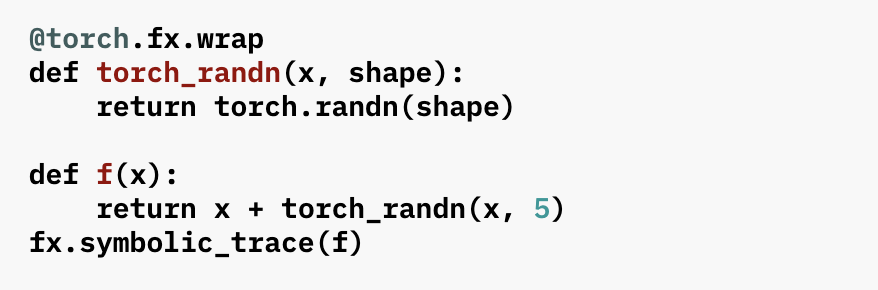 @torch.fx.wrap
def torch_randn(x, shape):
    return torch.randn(shape)

def f(x):
    return x + torch_randn(x, 5)
fx.symbolic_trace(f)